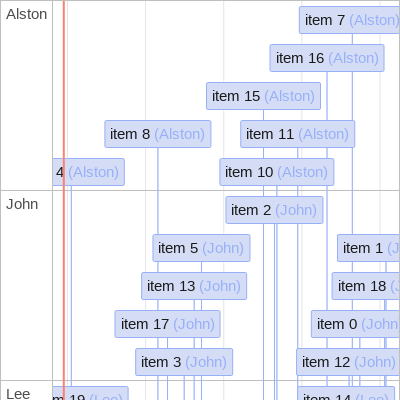 Alston
item 7 (Alston)
item 16 (Alston)
item 15 (Alston)
item 8 (Alston)
item 11 (Alston)
4 (Alston)
item 10 (Alston)
John
item 2 (John)
item 5 (John)
item 1 (J
item 13 (John)
item 18 (J
item 17 (John)
item 0 (John
item 3 (John)
item 12 (John)
Lee
m 19 (Lee)
item 14 (Lee)